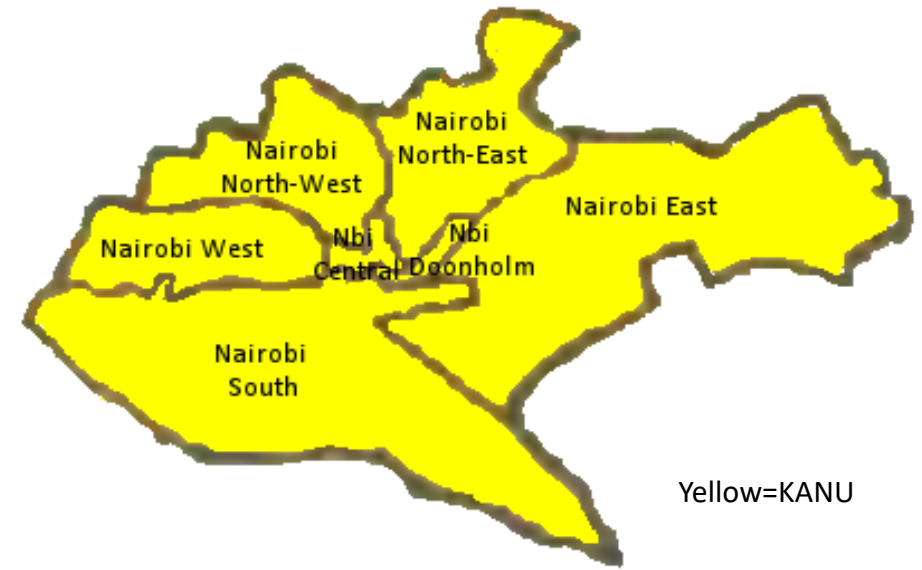 Nairobi
North-East
Nairobi
North-West
Nairobi East
Nbi
Central
Nbi
Doonholm
Nairobi West
Nairobi
South
Yellow=KANU